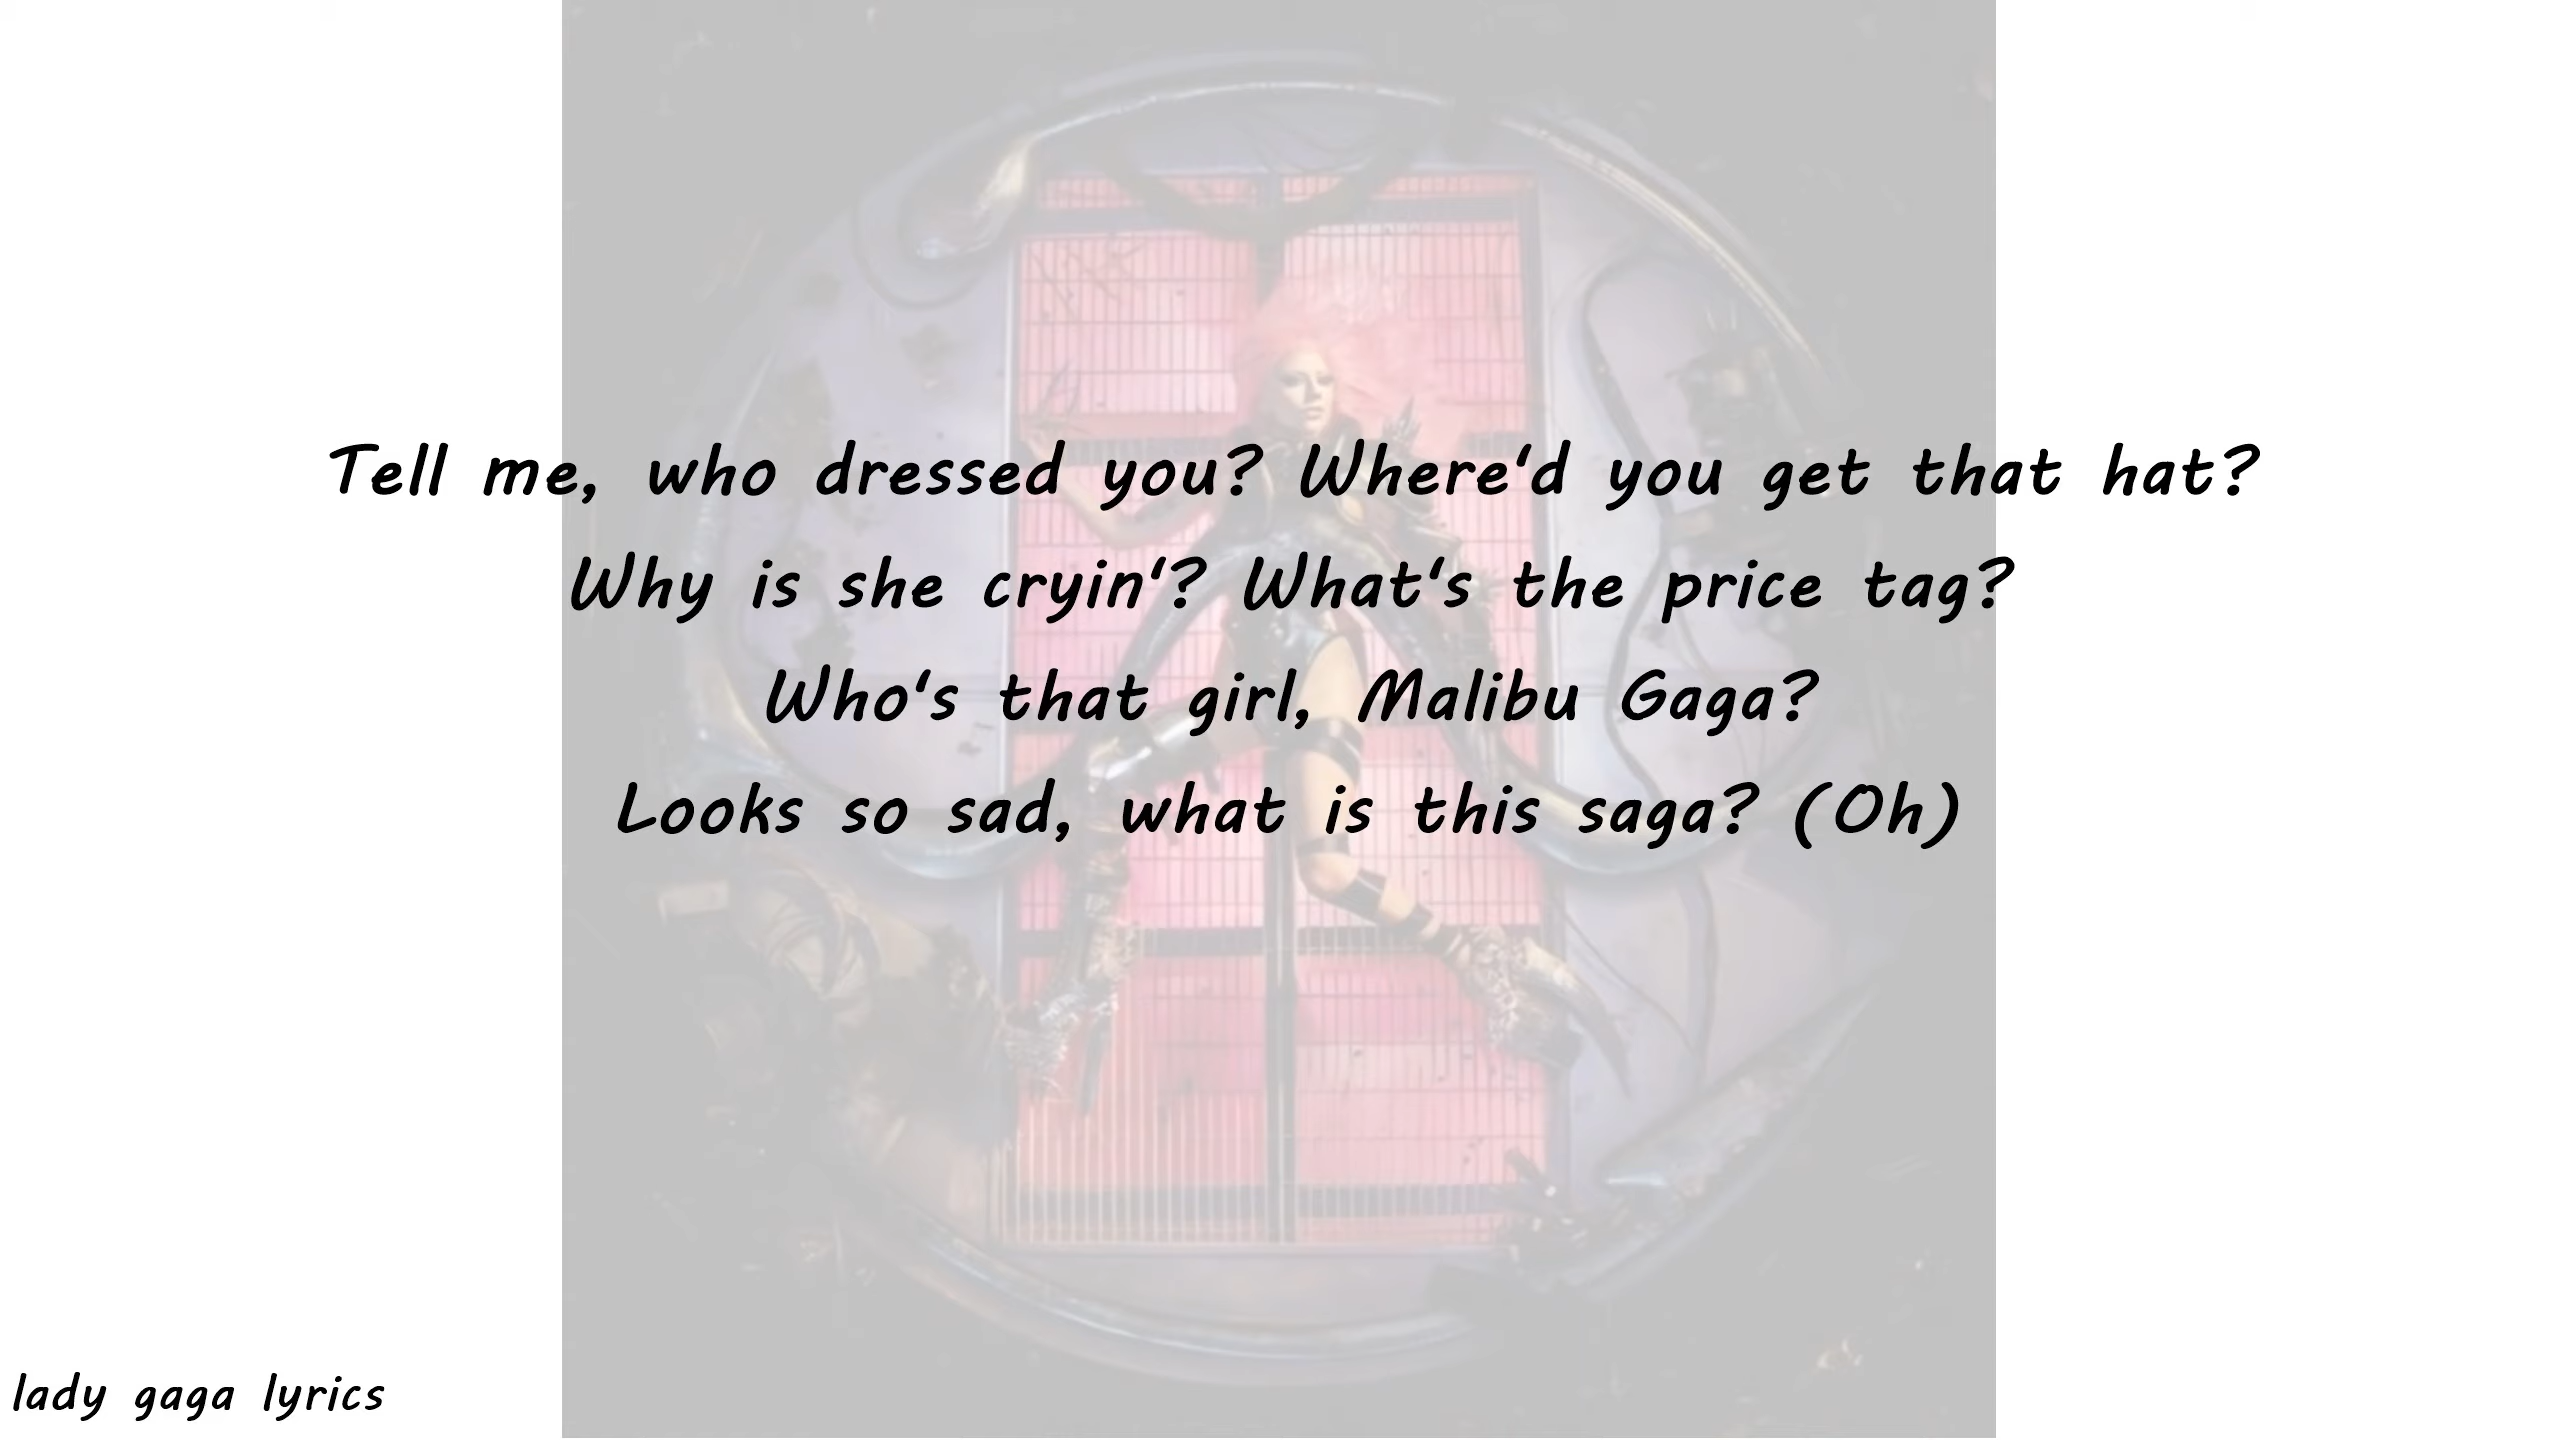 Tell me, who dressed you? Where'd you get that hat?
Why is she cryin'? What's the price tag?
Who's that girl, Malibu Gaga?
Looks so sad, what is this saga? (Oh)
lady gaga lyrics